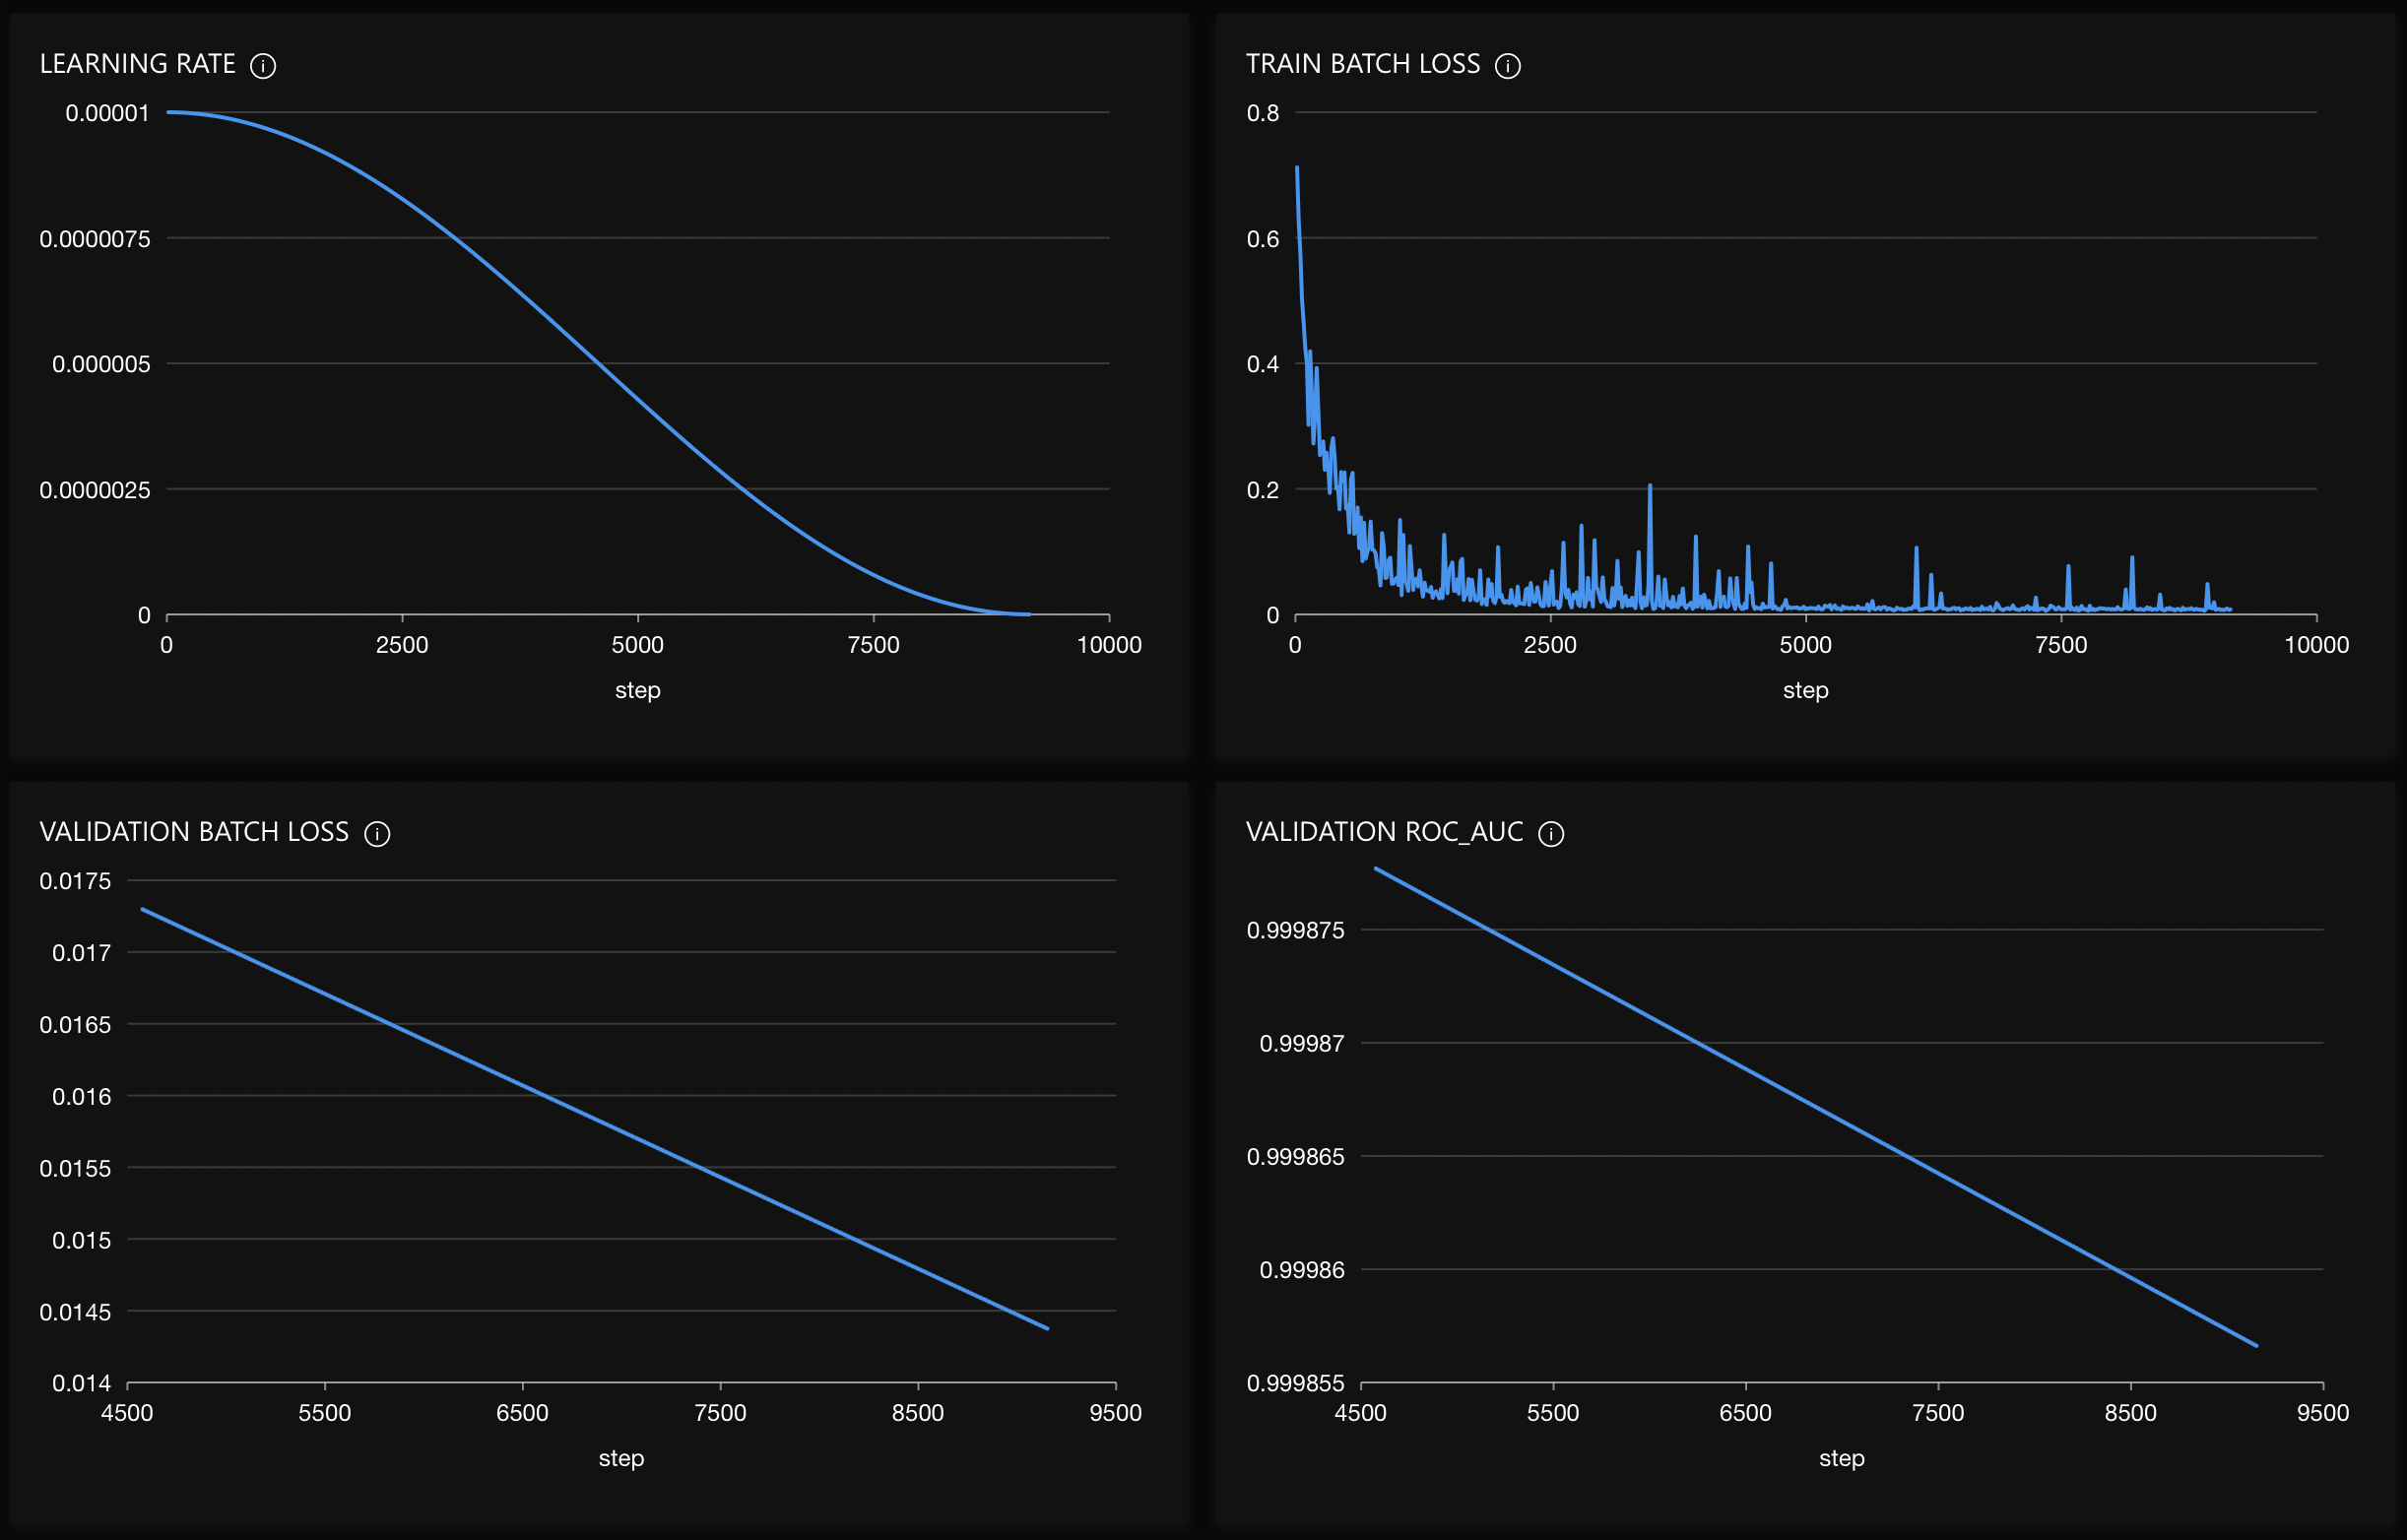 LEARNING RATE
0.00001
0.0000075
0.000005
0.0000025
0
0 2500 5000 7500 10000
step
TRAIN BATCH LOSS
0.8
0.6
0.4
0.2
0
0 2500 5000 7500 10000
step
VALIDATION BATCH LOSS
0.0175
0.017
0.0165
0.016
0.0155
0.015
0.0145
0.014
4500 5500 6500 7500 8500 9500
step
VALIDATION ROC_AUC
0.999875
0.99987
0.999865
0.99986
0.999855
4500 5500 6500 7500 8500 9500
step